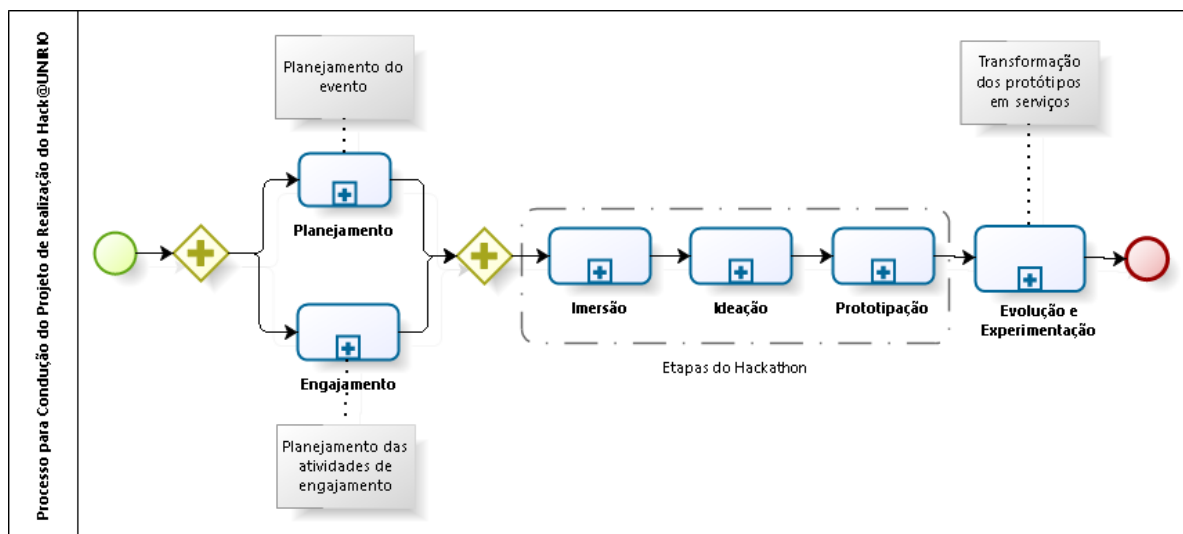 Processo para Condução do Projeto de Realização do Hack@UNIRIO
Planejamento do
evento
Planejamento
Engajamento
Planejamento das
atividades de
engajamento
Imersão
Ideação
Prototipação
Etapas do Hackathon
Transformação
dos protótipos
em serviços
Evolução e
Experimentação